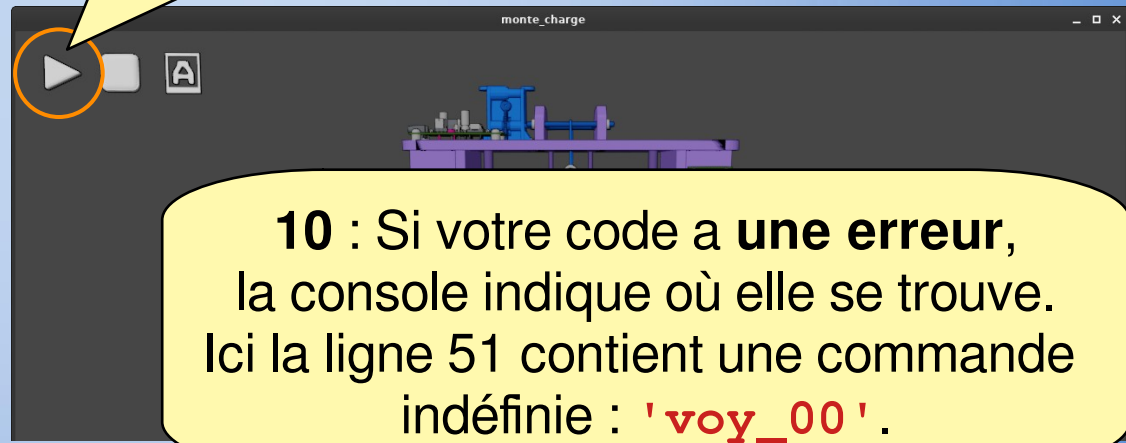 monte_charge
A
10 : Si votre code a une erreur,
la console indique où elle se trouve.
Ici la ligne 51 contient une commande
indéfinie : 'voy_00'.